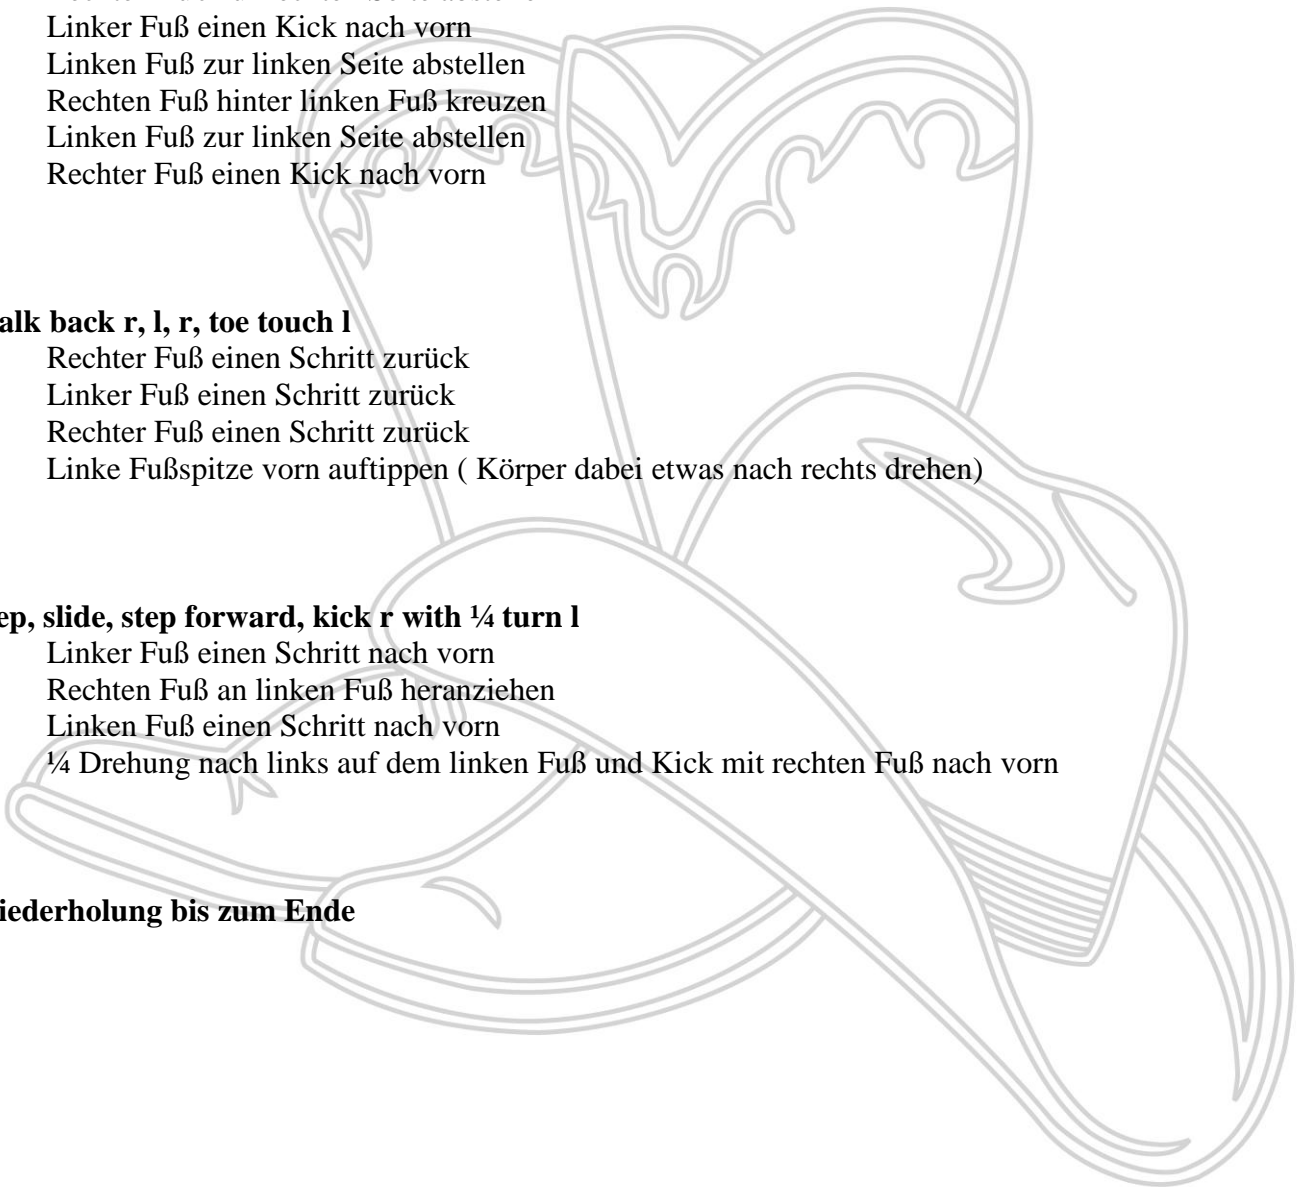 Linker Fuß einen Kick nach vorn
Linken Fuß zur linken Seite abstellen
Rechten Fuß hinter linken Fuß kreuzen
Linken Fuß zur linken Seite abstellen
Rechter Fuß einen Kick nach vorn
alk back r, l, r, toe touch l
Rechter Fuß einen Schritt zurück
Linker Fuß einen Schritt zurück
Rechter Fuß einen Schritt zurück
Linke Fußspitze vorn auftippen ( Körper dabei etwas nach rechts drehen)
ep, slide, step forward, kick r with ¼ turn l
Linker Fuß einen Schritt nach vorn
Rechten Fuß an linken Fuß heranziehen
Linken Fuß einen Schritt nach vorn
¼ Drehung nach links auf dem linken Fuß und Kick mit rechten Fuß nach vorn
iederholung bis zum Ende